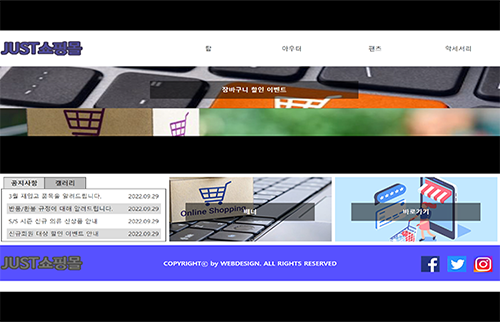 JUST쇼핑몰
탑 아우터 팬츠 악세서리
장바구니 할인 이벤트
공지사항 갤러리
3월 재입고 품목을 알려드립니다. 2022.09.29
반품/환불 규정에 대해 알려드립니다. 2022.09.29
S/S 시즌 신규 의류 신상품 안내 2022.09.29
신규회원 대상 할인 이벤트 안내 2022.09.29
Online Shopping
배너
바로가기
JUST쇼핑몰
COPYRIGHTⓒ by WEBDESIGN. ALL RIGHTS RESERVED